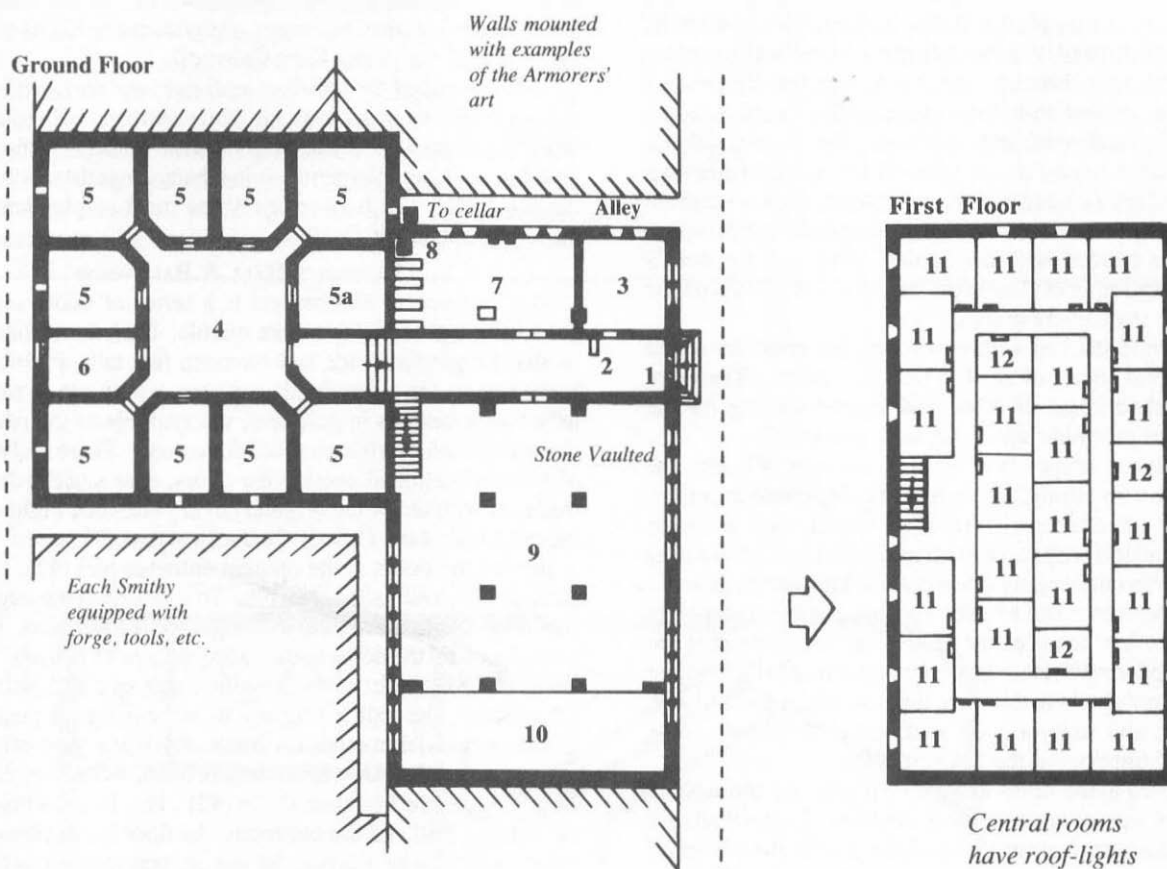 Ground Floor
Walls mounted
with examples
of the Armorers'
art
5 5 5 5
To cellar
Alley
8
7
3
5
5a
4
6
2
1
5 5 5 5
Stone Vaulted
9
Each Smithy
equipped with
forge, tools, etc.
10
First Floor
11 11 11 11
11
11
12
11
11
11
11
11
12
11
11
11
11
11
11
11
11
12
11
11
11 11 11 11
Central rooms
have roof-lights